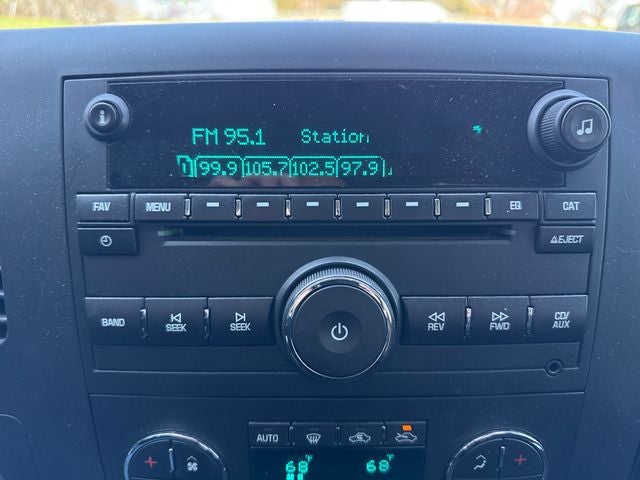 FM 95.1 Station
1 99.9 105.7 102.5 97.9
FAV MENU EQ CAT
EJECT
BAND SEEK SEEK REV FWD CD/
AUX
AUTO
68°F 68°F